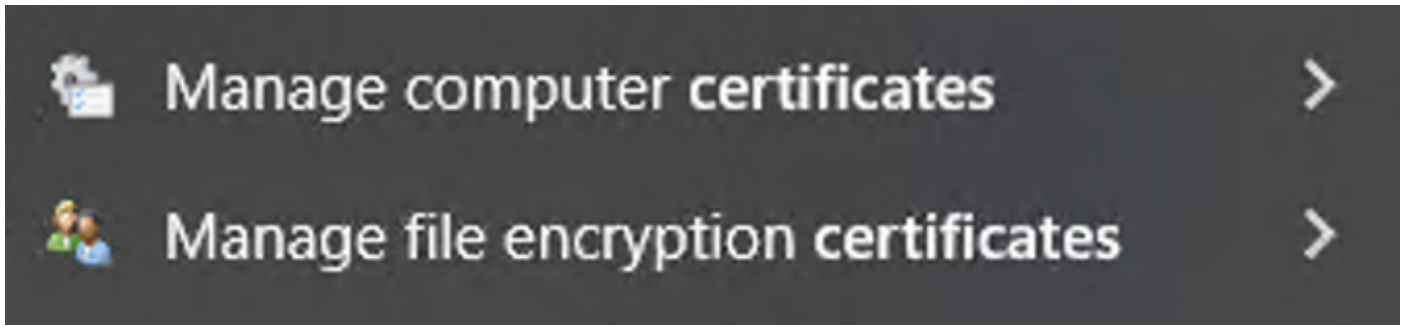 Manage computer certificates
Manage file encryption certificates